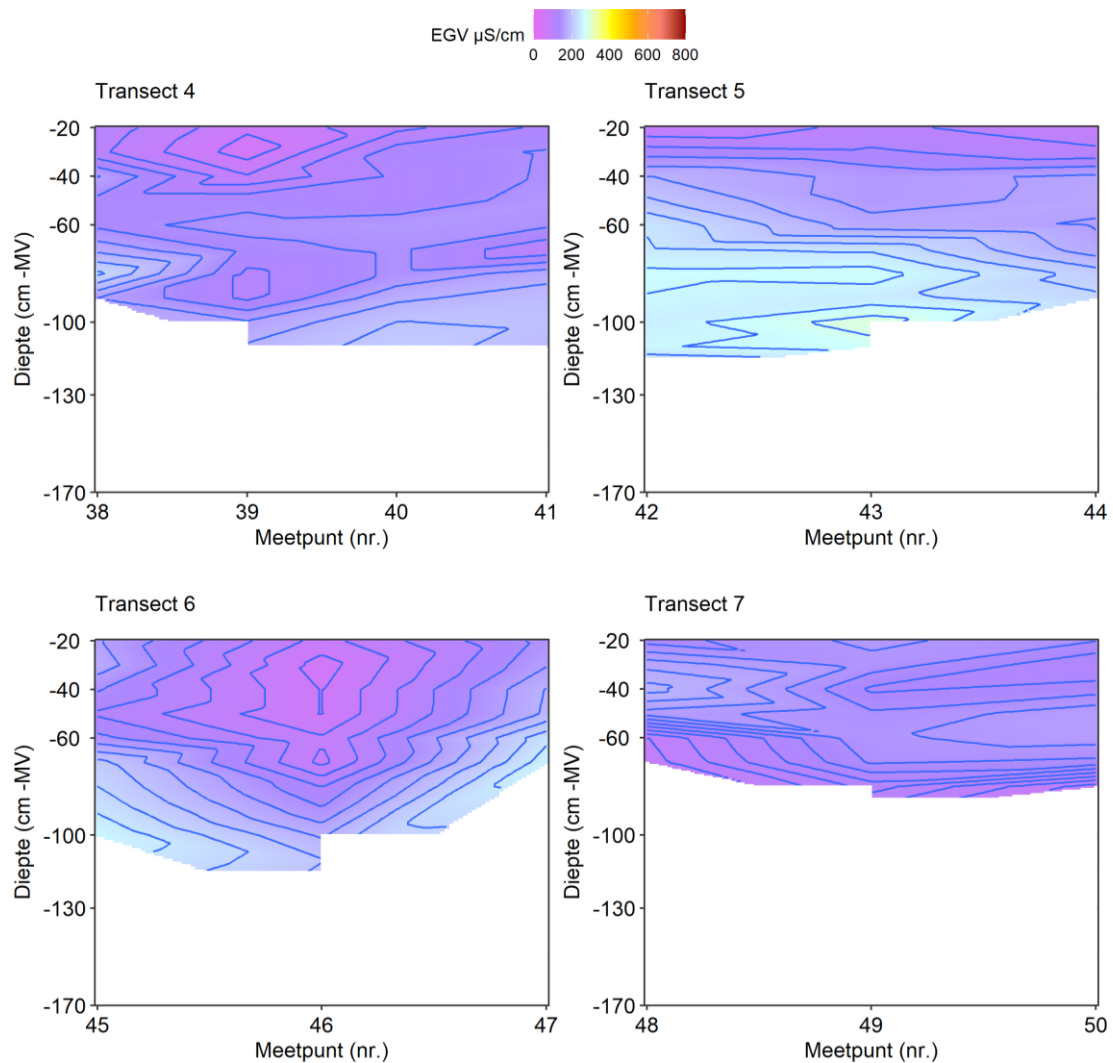 EGV µS/cm
0 200 400 600 800
Transect 4
Transect 5
-20
-40
-60
-100
-130
-170
Diepte (cm -MV)
38 39 40 41
Meetpunt (nr.)
-20
-40
-60
-100
-130
-170
Diepte (cm -MV)
42 43 44
Meetpunt (nr.)
Transect 6
Transect 7
-20
-40
-60
-100
-130
-170
Diepte (cm -MV)
45 46 47
Meetpunt (nr.)
-20
-40
-60
-100
-130
-170
Diepte (cm -MV)
48 49 50
Meetpunt (nr.)